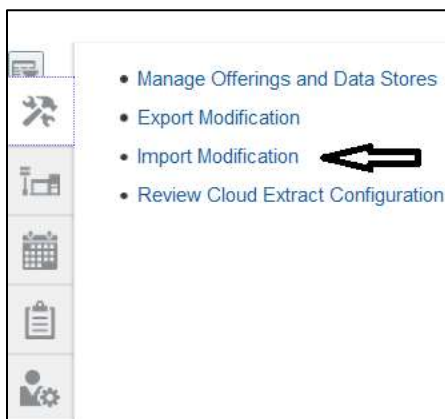 Manage Offerings and Data Stores
Export Modification
Import Modification
Review Cloud Extract Configuration